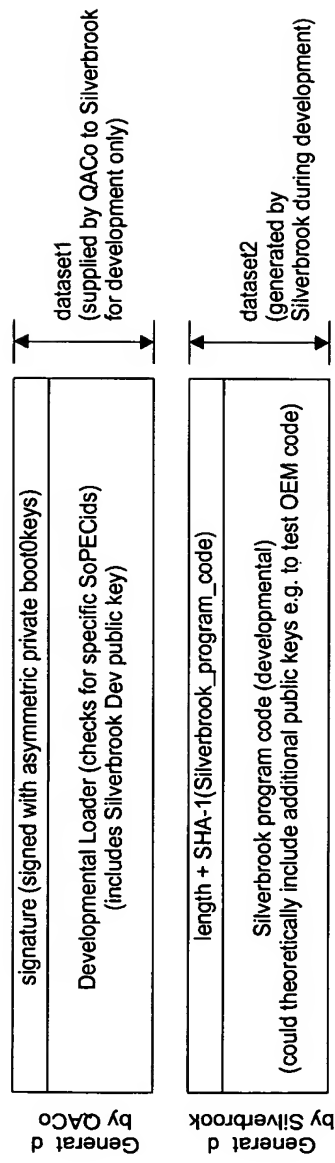 Generat d
by QACo
signature (signed with asymmetric private boot0keys)
Developmental Loader (checks for specific SoPECids)
(includes Silverbrook Dev public key)
dataset1
(supplied by QACo to Silverbrook
for development only)
Generat d
by Silverbrook
length + SHA-1(Silverbrook_program_code)
Silverbrook program code (developmental)
(could theoretically include additional public keys e.g. to test OEM code)
dataset2
(generated by
Silverbrook during development)